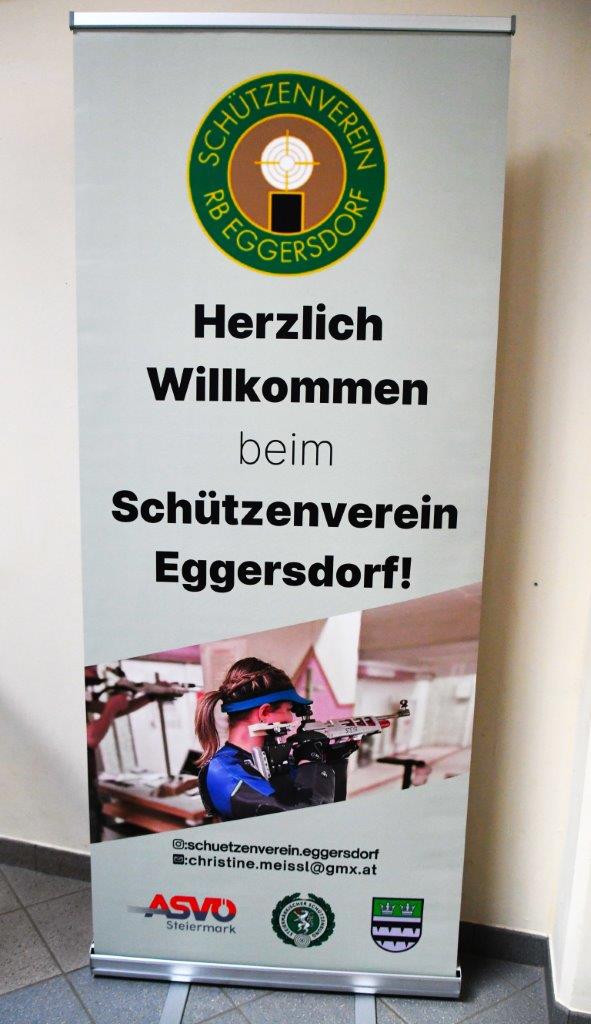 SCHÜTZENVEREIN
RB EGGERSDORF
Herzlich
Willkommen
beim
Schützenverein
Eggersdorf!
:schuetzenverein.eggersdorf
:christine.meissl@gmx.at
ASVÖ
Steiermark